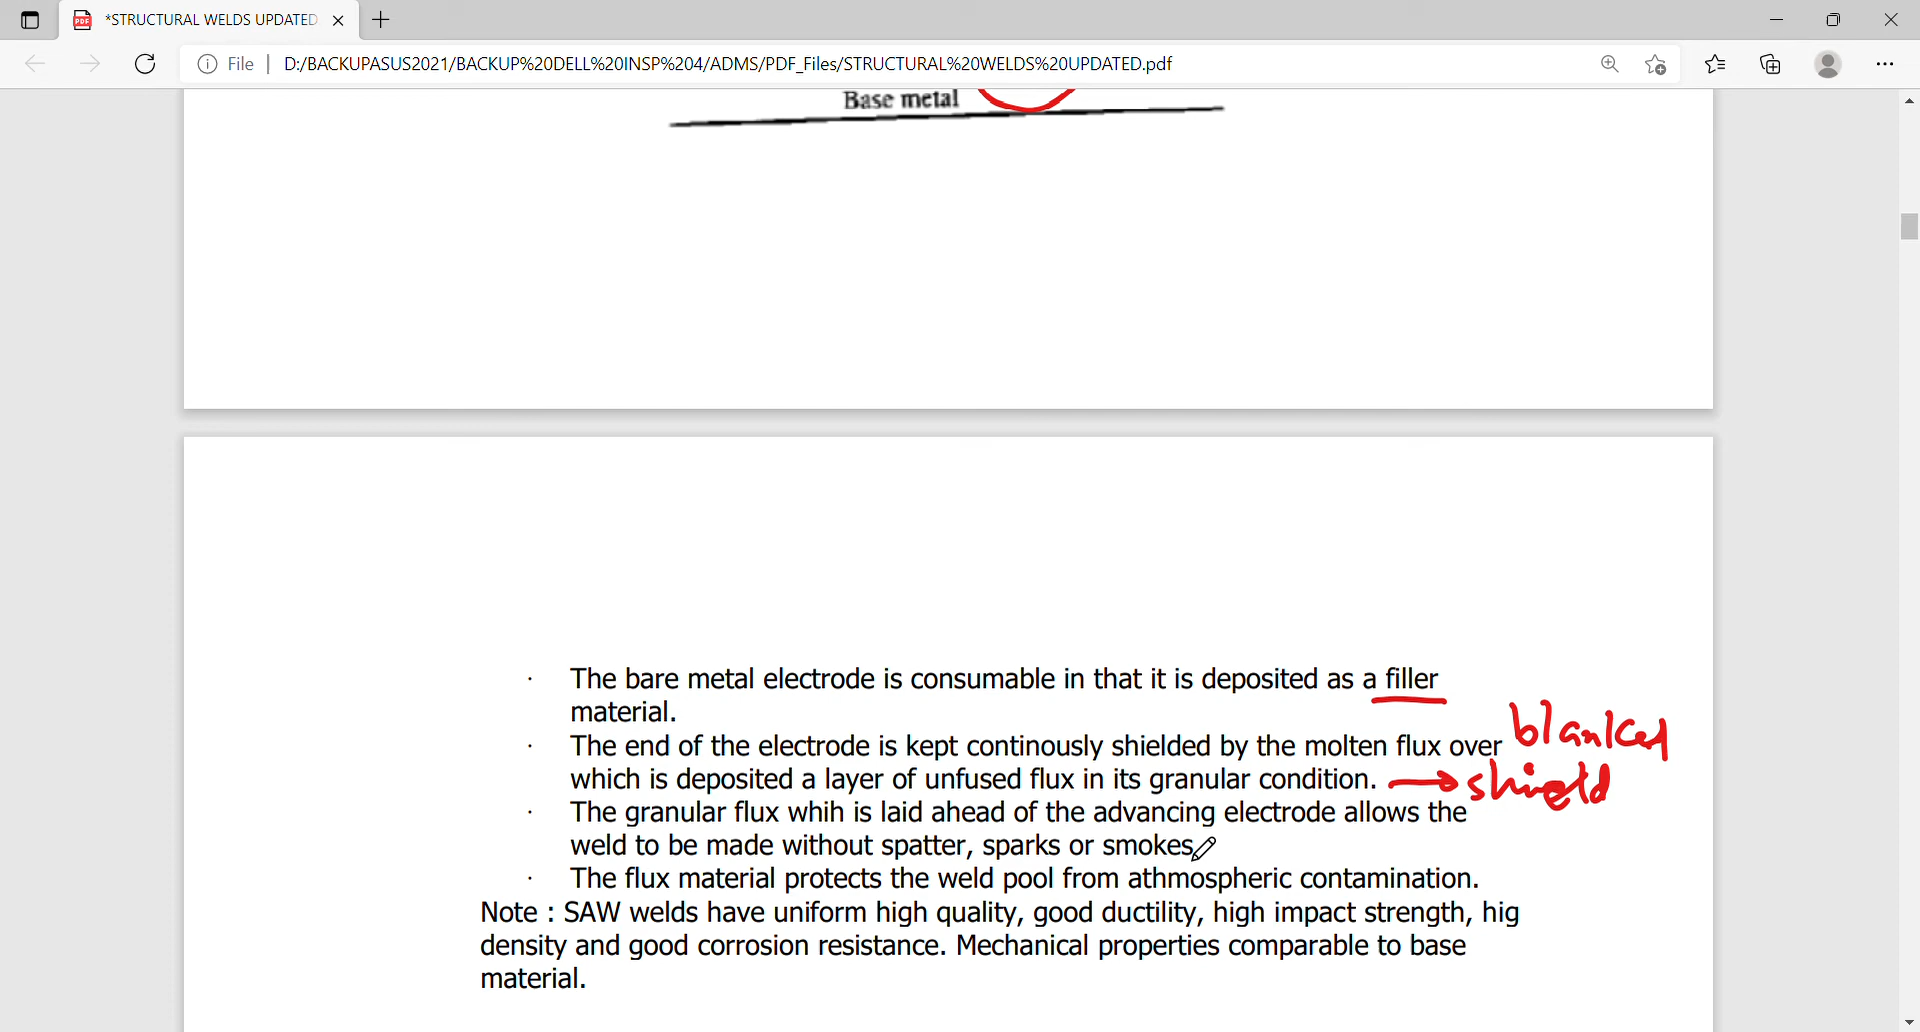 *STRUCTURAL WELDS UPDATED
File
D:/BACKUPASUS2021/BACKUP%20DELL%20INSP%204/ADMS/PDF_Files/STRUCTURAL%20WELDS%20UPDATED.pdf
Base metal
· The bare metal electrode is consumable in that it is deposited as a filler
material.
blanked
· The end of the electrode is kept continously shielded by the molten flux over
which is deposited a layer of unfused flux in its granular condition. → shield
· The granular flux whih is laid ahead of the advancing electrode allows the
weld to be made without spatter, sparks or smokes
· The flux material protects the weld pool from athmospheric contamination.
Note : SAW welds have uniform high quality, good ductility, high impact strength, hig
density and good corrosion resistance. Mechanical properties comparable to base
material.